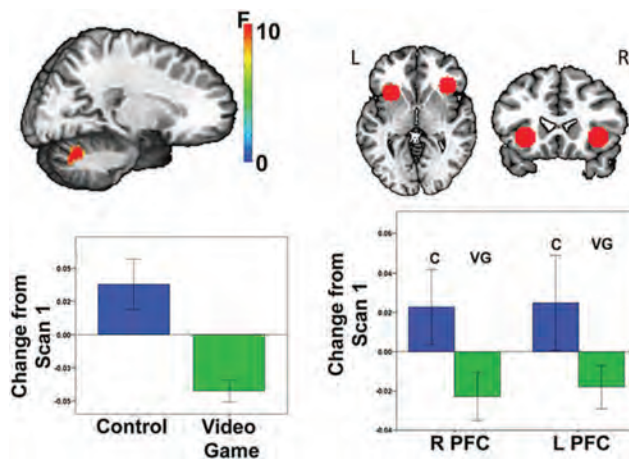 F 10
0
L
R
Change from
Scan 1
0.05
0.02
0.00
-0.03
-0.05
Control
Video
Game
Change from
Scan 1
0.06
0.04
0.02
0.00
-0.02
-0.04
C VG
C VG
R PFC
L PFC